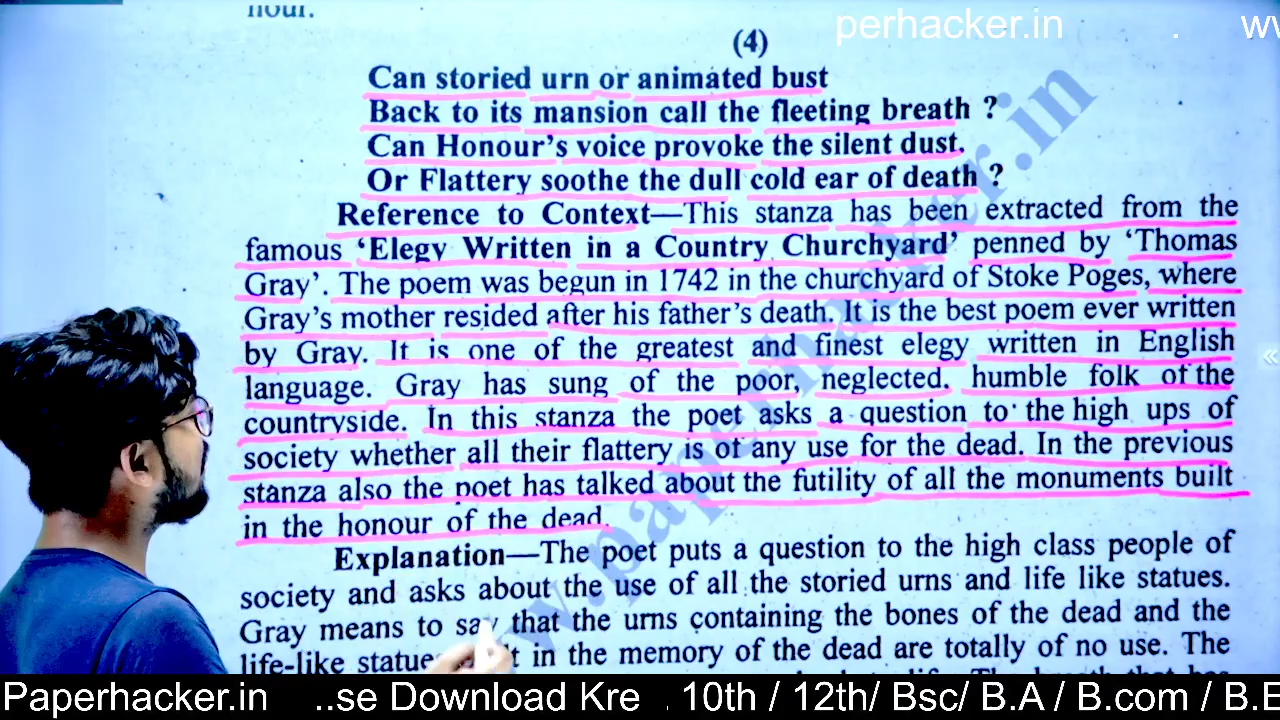 hour.
perhacker.in . wv
(4)
Can storied urn or animated bust
Back to its mansion call the fleeting breath ?
Can Honour's voice provoke the silent dust.
Or Flattery soothe the dull cold ear of death ?
Reference to Context—This stanza has been extracted from the
famous 'Elegy Written in a Country Churchyard' penned by 'Thomas
Gray'. The poem was begun in 1742 in the churchyard of Stoke Poges, where
Gray's mother resided after his father's death. It is the best poem ever written
by Gray. It is one of the greatest and finest elegy written in English
language. Gray has sung of the poor, neglected, humble folk of the
countryside. In this stanza the poet asks a question to the high ups of
society whether all their flattery is of any use for the dead. In the previous
stanza also the poet has talked about the futility of all the monuments built
in the honour of the dead.
Explanation—The poet puts a question to the high class people of
society and asks about the use of all the storied urns and life like statues.
Gray means to say that the urns containing the bones of the dead and the
life-like statue in the memory of the dead are totally of no use. The
www.paperhacker.in
Paperhacker.in ..se Download Kre . 10th / 12th/ Bsc/ B.A / B.com / B.E